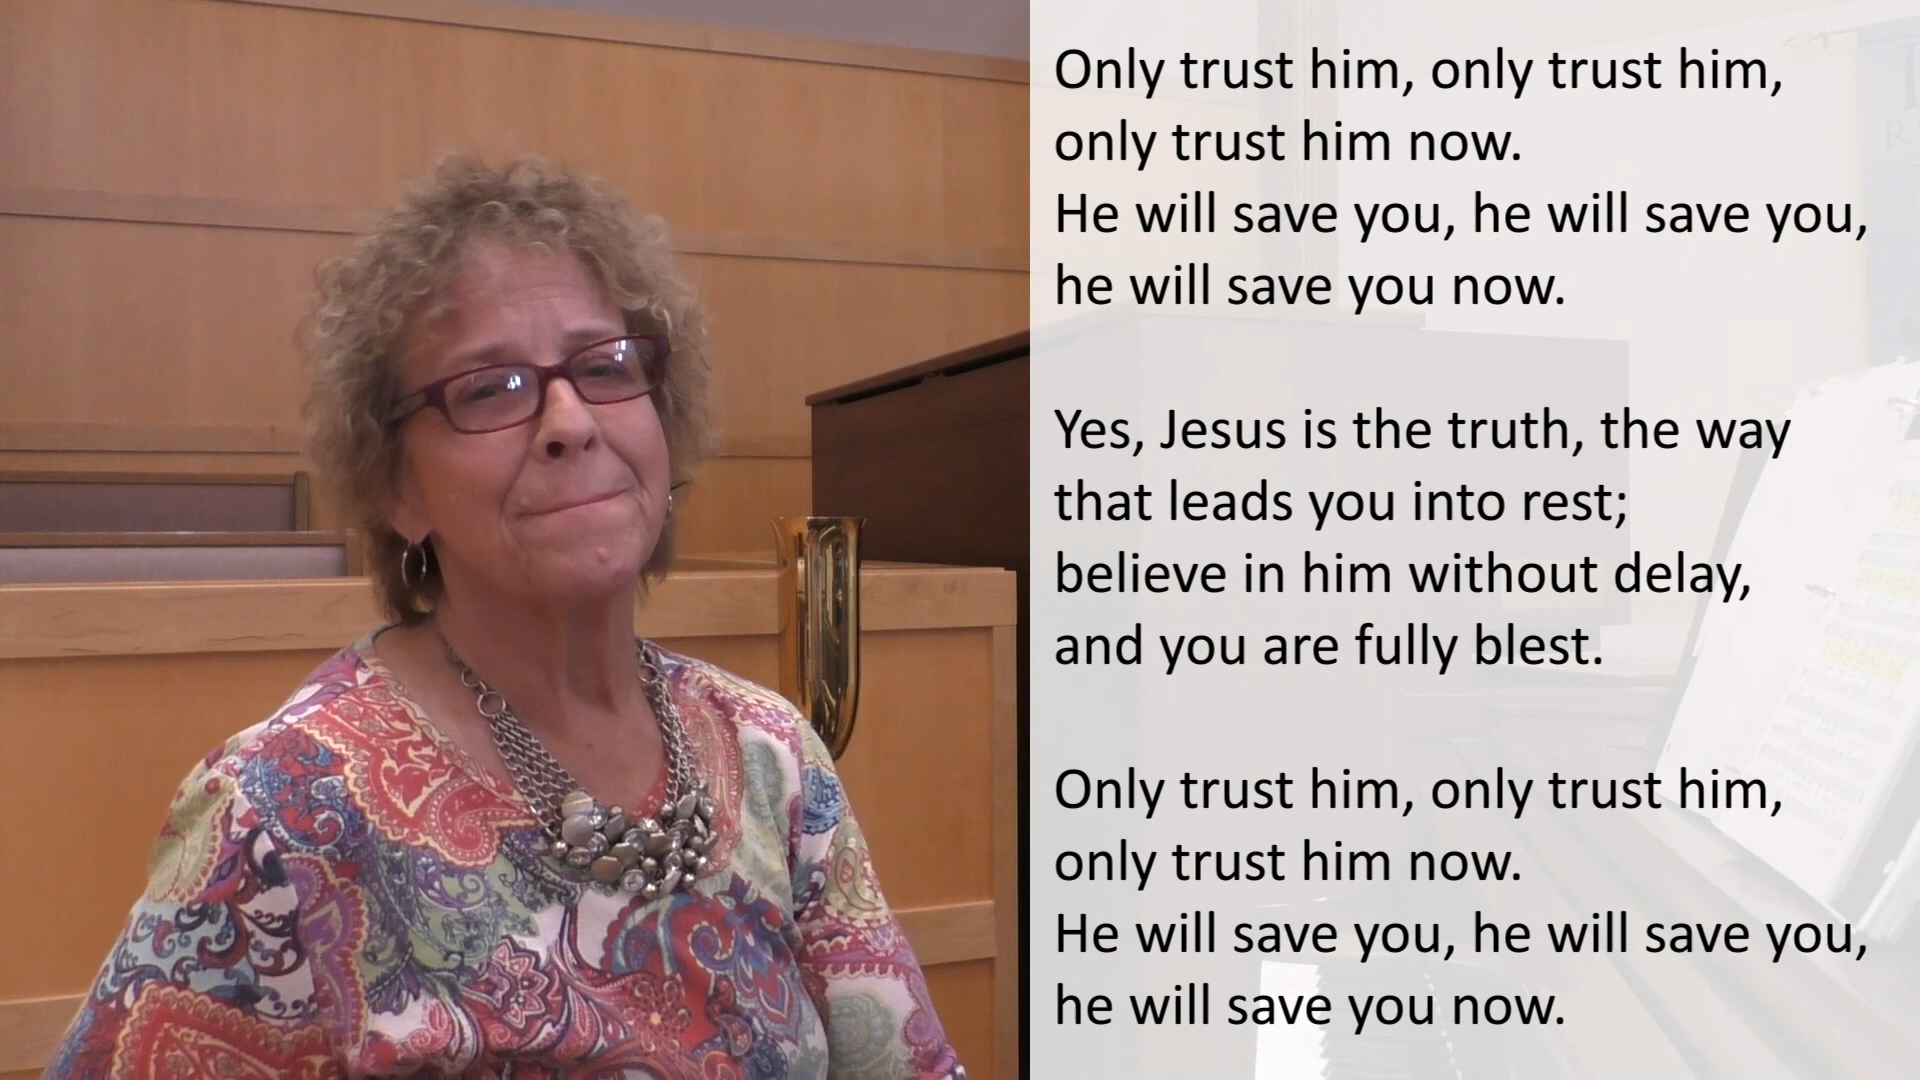 Only trust him, only trust him,
only trust him now.
He will save you, he will save you,
he will save you now.
Yes, Jesus is the truth, the way
that leads you into rest;
believe in him without delay,
and you are fully blest.
Only trust him, only trust him,
only trust him now.
He will save you, he will save you,
he will save you now.